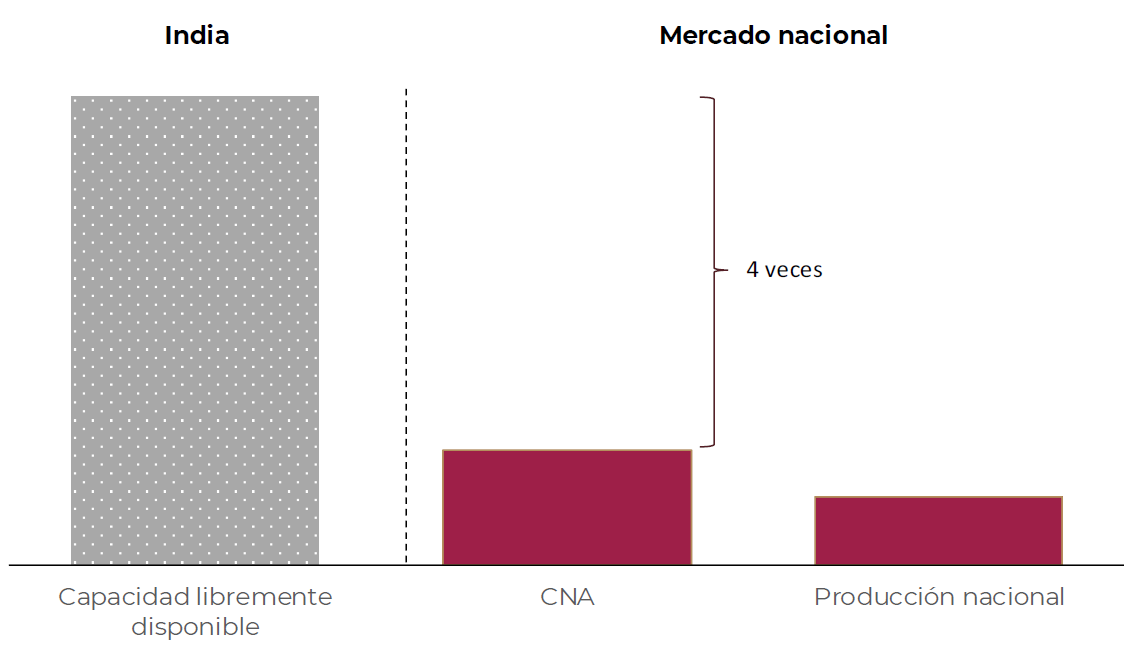 India
Mercado nacional
4 veces
Capacidad libremente
disponible
CNA
Producción nacional